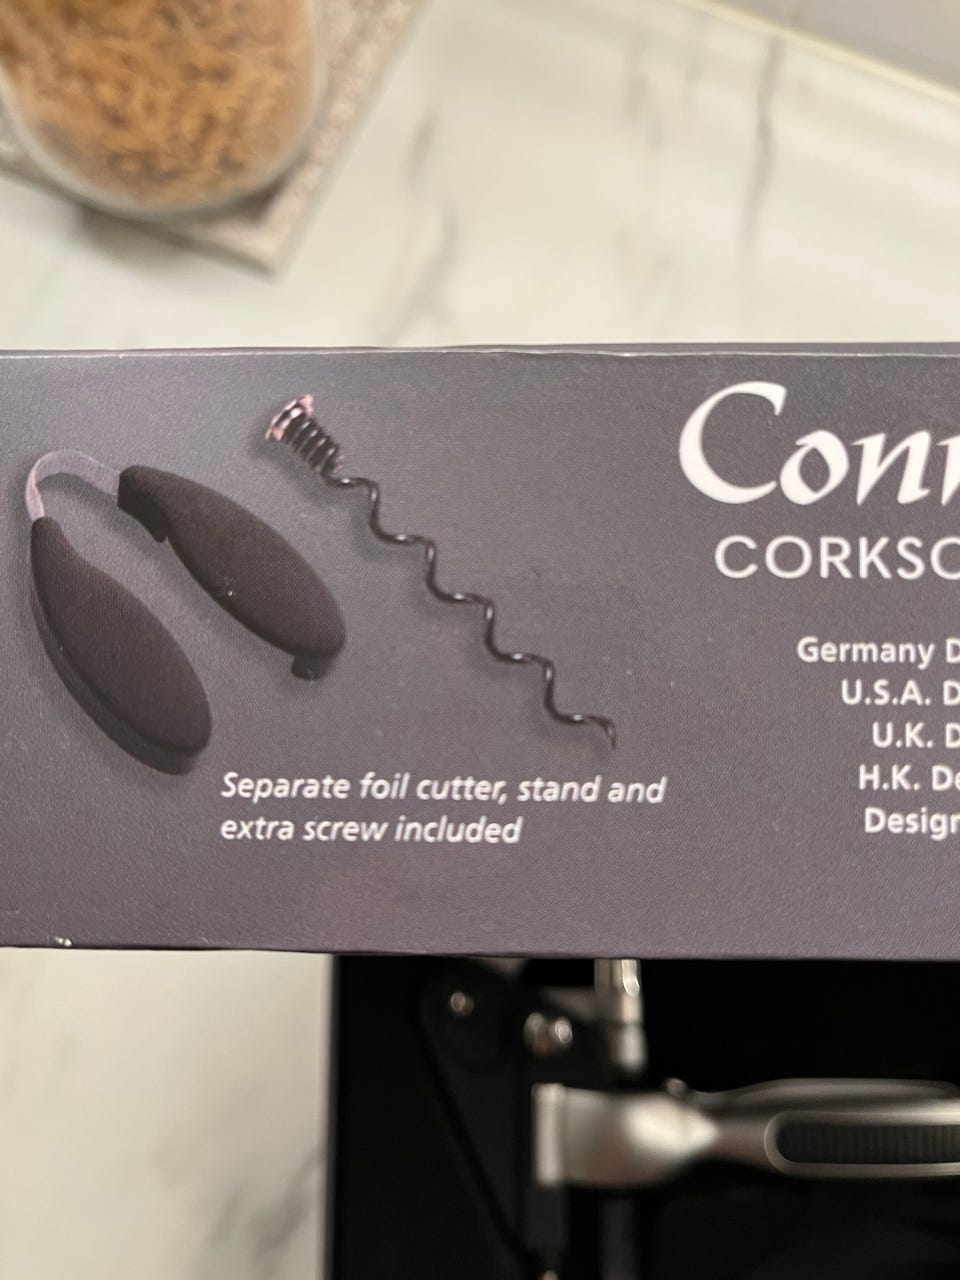 Conn
CORKSC
Germany D
U.S.A. D
U.K. D
H.K. De
Design
Separate foil cutter, stand and
extra screw included